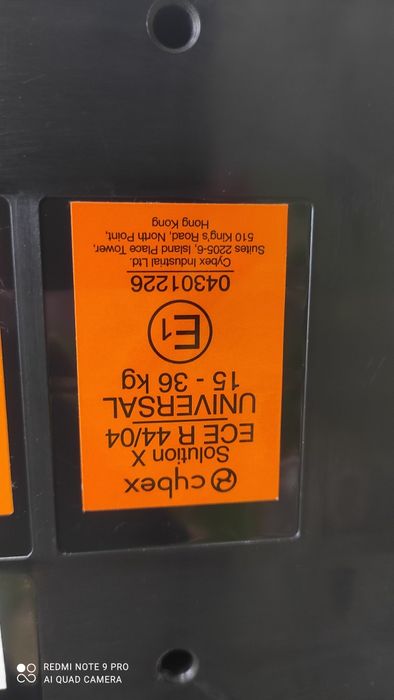 cybex
Solution X
ECE R 44/04
UNIVERSAL
15 - 36 kg
E1
04301226
Cybex Industrial Ltd.
Suites 2205-6, Island Place Tower,
510 King's Road, North Point,
Hong Kong
REDMI NOTE 9 PRO
AI QUAD CAMERA